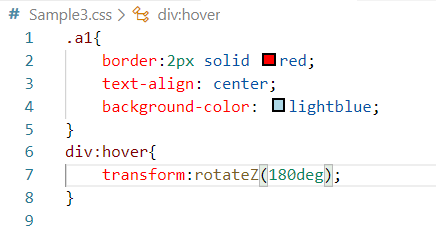 # Sample3.css > div:hover
1 .a1{
2 border:2px solid red;
3 text-align: center;
4 background-color: lightblue;
5 }
6 div:hover{
7 transform:rotateZ(180deg);
8 }
9